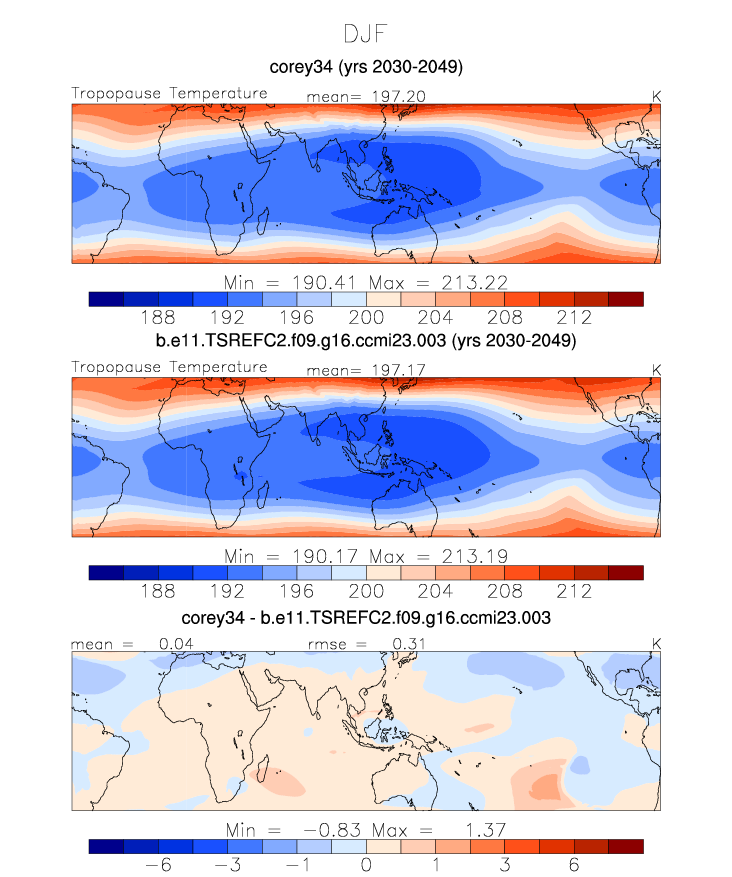 DJF
corey34 (yrs 2030-2049)
Tropopause Temperature mean= 197.20 K
Min = 190.41 Max = 213.22
188 192 196 200 204 208 212
b.e11.TSREFC2.f09.g16.ccmi23.003 (yrs 2030-2049)
Tropopause Temperature mean= 197.17 K
Min = 190.17 Max = 213.19
188 192 196 200 204 208 212
corey34 - b.e11.TSREFC2.f09.g16.ccmi23.003
mean = 0.04 rmse = 0.31 K
Min = -0.83 Max = 1.37
-6 -3 -1 0 1 3 6